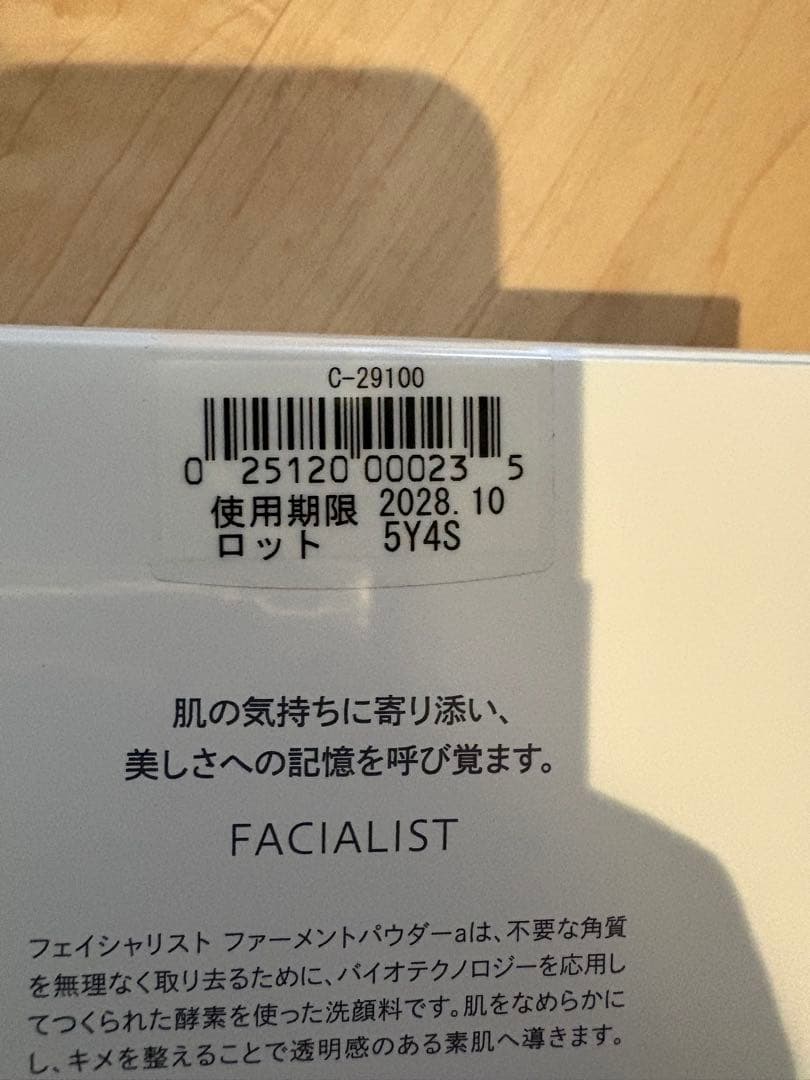 C-29100
0 25120 00023 5
使用期限 2028.10
ロット 5Y4S
肌の気持ちに寄り添い、
美しさへの記憶を呼び覚ます。
FACIALIST
フェイシャリスト ファーメントパウダーaは、不要な角質
を無理なく取り去るために、バイオテクノロジーを応用し
てつくられた酵素を使った洗顔料です。肌をなめらかに
し、キメを整えることで透明感のある素肌へ導きます。